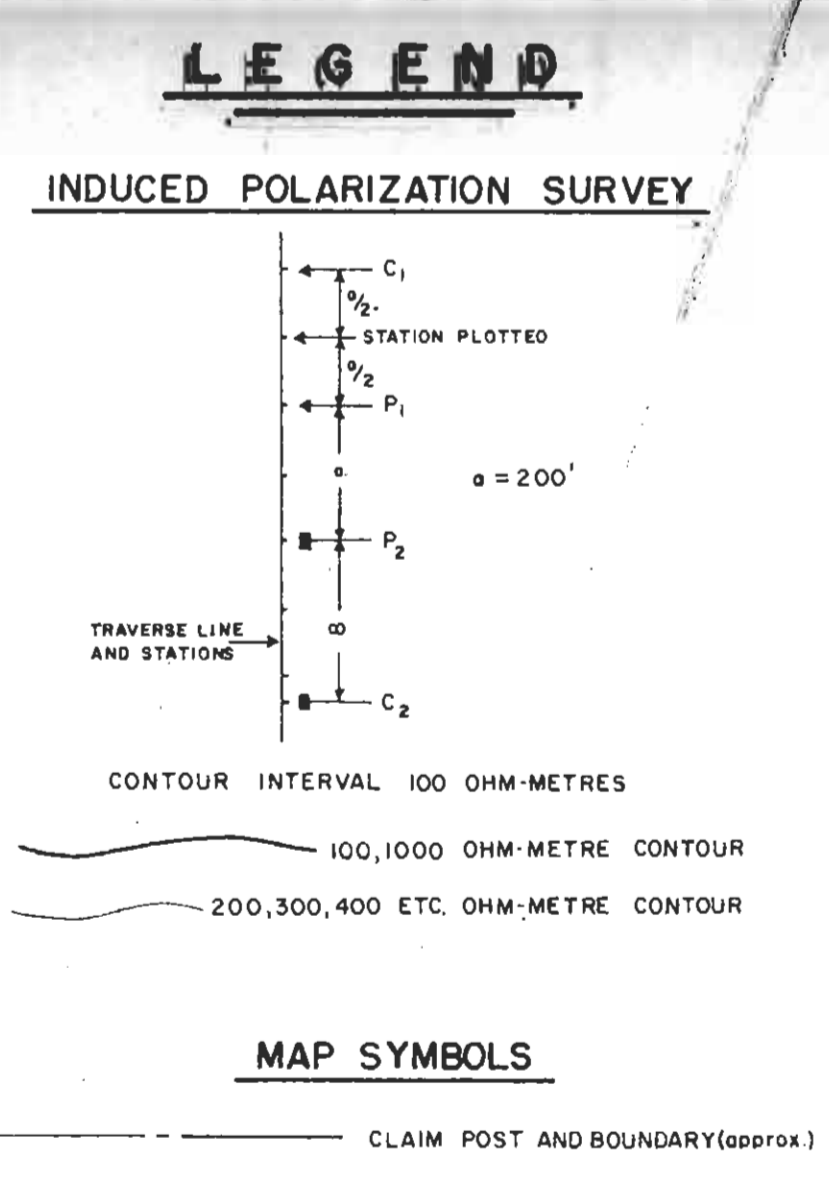 LEGEND
INDUCED POLARIZATION SURVEY
C1
a/2
STATION PLOTTED
a/2
P1
a
a = 200'
P2
TRAVERSE LINE
AND STATIONS
∞
C2
CONTOUR INTERVAL 100 OHM-METRES
100,1000 OHM-METRE CONTOUR
200,300,400 ETC. OHM-METRE CONTOUR
MAP SYMBOLS
CLAIM POST AND BOUNDARY(approx.)